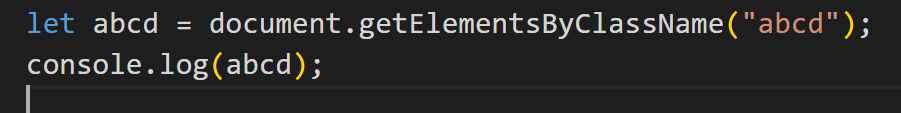 let abcd = document.getElementsByClassName("abcd");
console.log(abcd);